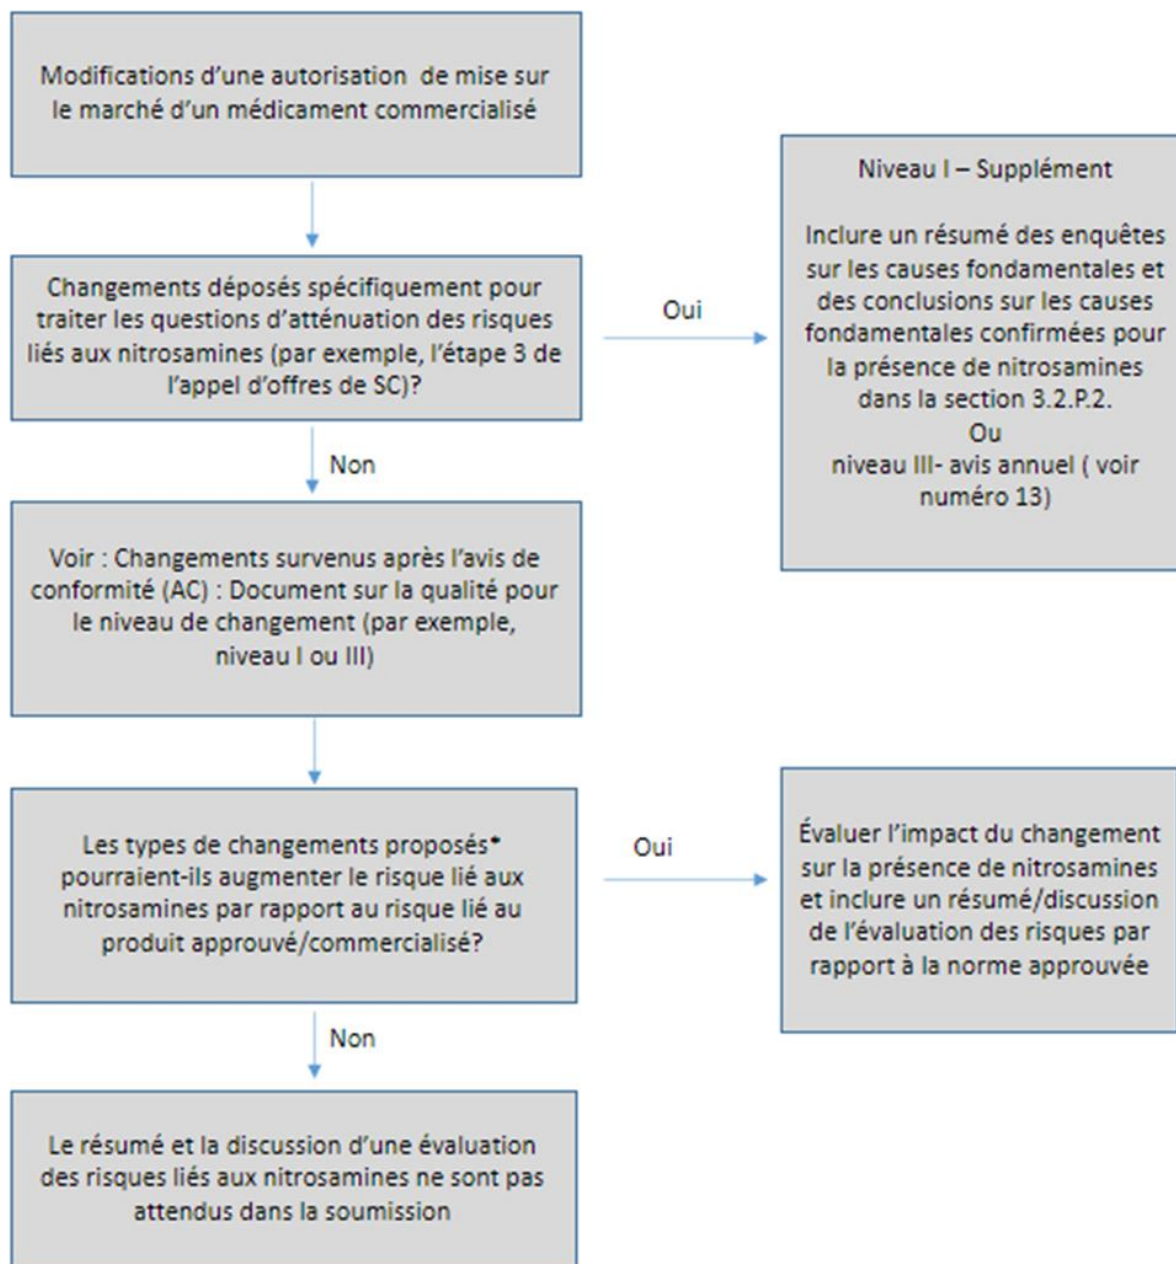 Modifications d’une autorisation de mise sur
le marché d’un médicament commercialisé
Changements déposés spécifiquement pour
traiter les questions d’atténuation des risques
liés aux nitrosamines (par exemple, l’étape 3 de
l’appel d’offres de SC)?
Oui
Niveau I – Supplément
Inclure un résumé des enquêtes
sur les causes fondamentales et
des conclusions sur les causes
fondamentales confirmées pour
la présence de nitrosamines
dans la section 3.2.P.2.
Ou
niveau III- avis annuel ( voir
numéro 13)
Non
Voir : Changements survenus après l’avis de
conformité (AC) : Document sur la qualité pour
le niveau de changement (par exemple,
niveau I ou III)
Les types de changements proposés*
pourraient-ils augmenter le risque lié aux
nitrosamines par rapport au risque lié au
produit approuvé/commercialisé?
Oui
Évaluer l’impact du changement
sur la présence de nitrosamines
et inclure un résumé/discussion
de l’évaluation des risques par
rapport à la norme approuvée
Non
Le résumé et la discussion d’une évaluation
des risques liés aux nitrosamines ne sont pas
attendus dans la soumission